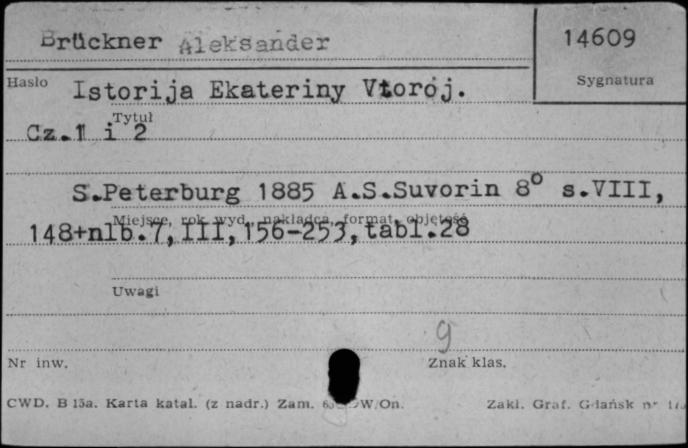 Brückner Aleksander
14609
Hasło
Sygnatura
Istorija Ekateriny Vtoroj.
Tytuł
Cz.1 i 2
S.Peterburg 1885 A.S.Suvorin 8° s.VIII,
Miejsce, rok wyd., nakładca, format, objętość
148+nlb.7,III,156-253,tabl.28
Uwagi
9
Nr inw.
Znak klas.
CWD. B 15a. Karta katal. (z nadr.) Zam. W/On.
Zakł. Graf. Gdańsk